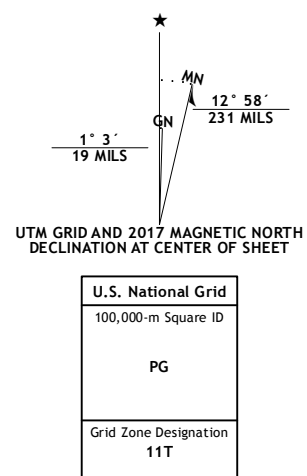 ★
MN
GN
12° 58´
231 MILS
1° 3´
19 MILS
UTM GRID AND 2017 MAGNETIC NORTH
DECLINATION AT CENTER OF SHEET
U.S. National Grid
100,000-m Square ID
PG
Grid Zone Designation
11T